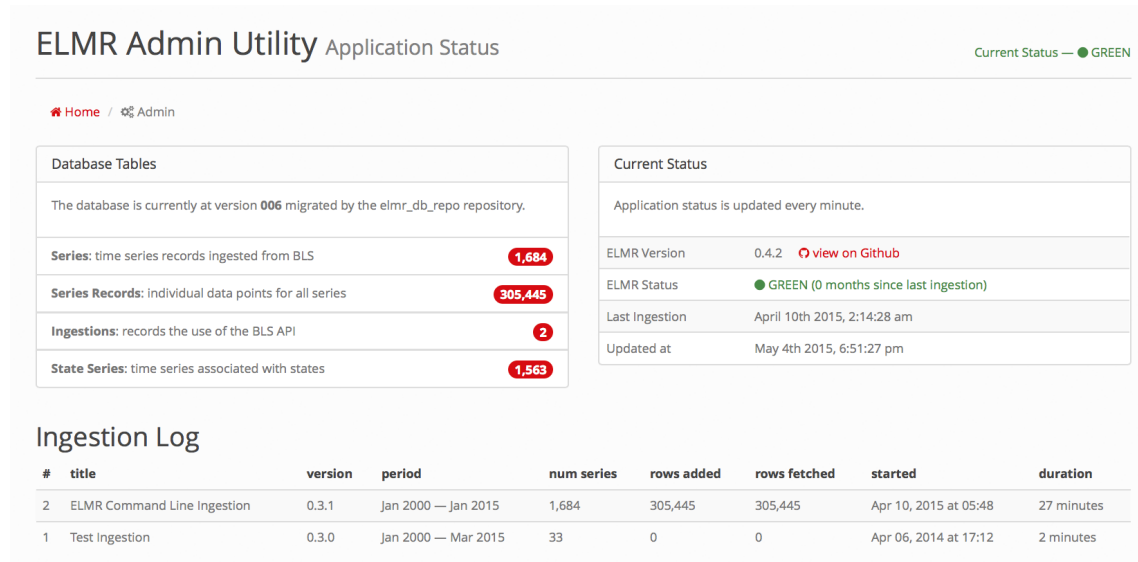 ELMR Admin Utility Application Status
Current Status — GREEN
Home / Admin
Database Tables
The database is currently at version 006 migrated by the elmr_db_repo repository.
Series: time series records ingested from BLS 1,684
Series Records: individual data points for all series 305,445
Ingestions: records the use of the BLS API 2
State Series: time series associated with states 1,563
Current Status
Application status is updated every minute.
ELMR Version 0.4.2 view on Github
ELMR Status GREEN (0 months since last ingestion)
Last Ingestion April 10th 2015, 2:14:28 am
Updated at May 4th 2015, 6:51:27 pm
Ingestion Log
# title version period num series rows added rows fetched started duration
2 ELMR Command Line Ingestion 0.3.1 Jan 2000 — Jan 2015 1,684 305,445 305,445 Apr 10, 2015 at 05:48 27 minutes
1 Test Ingestion 0.3.0 Jan 2000 — Mar 2015 33 0 0 Apr 06, 2014 at 17:12 2 minutes